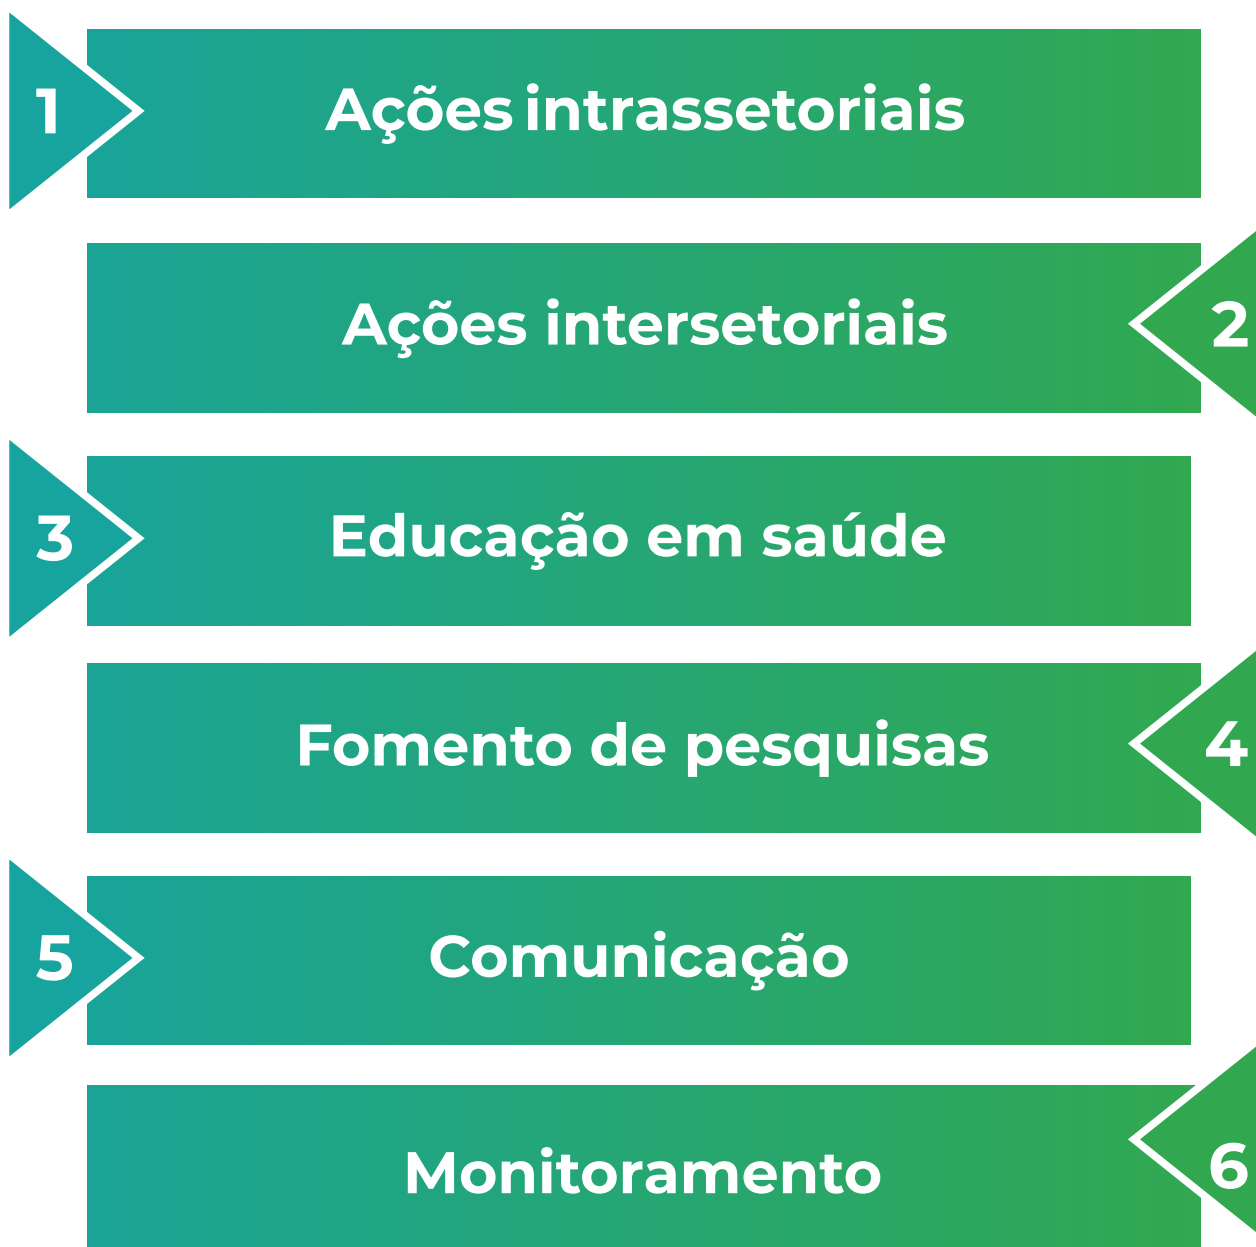 1 Ações intrassetoriais
Ações intersetoriais 2
3 Educação em saúde
Fomento de pesquisas 4
5 Comunicação
Monitoramento 6